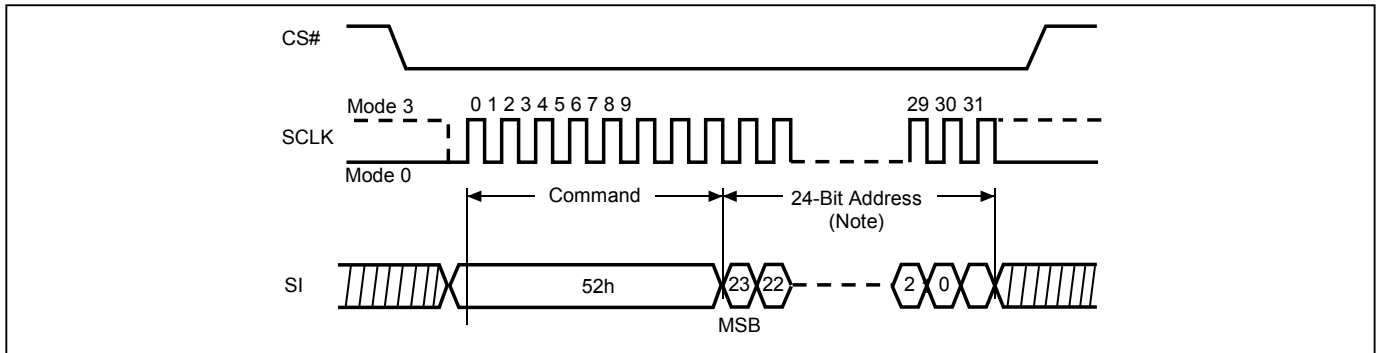 CS#
Mode 3
0 1 2 3 4 5 6 7 8 9
29 30 31
SCLK
Mode 0
Command
24-Bit Address
(Note)
SI
52h
23
22
2
0
MSB